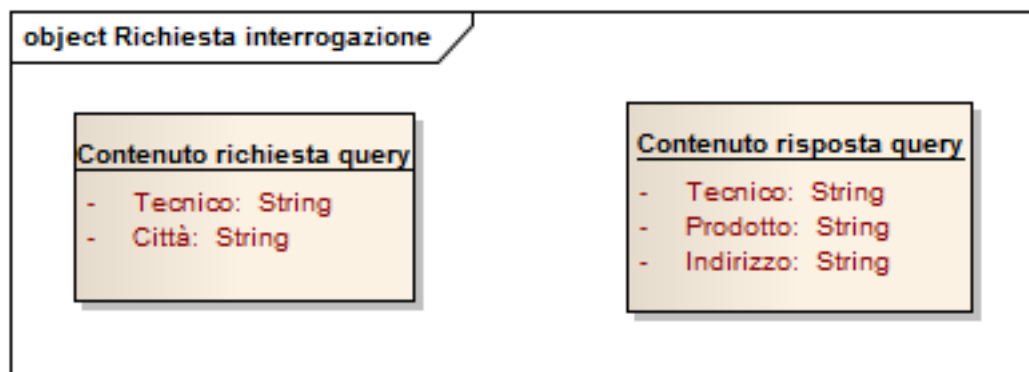 object Richiesta interrogazione
Contenuto richiesta query
- Tecnico: String
- Città: String
Contenuto risposta query
- Tecnico: String
- Prodotto: String
- Indirizzo: String